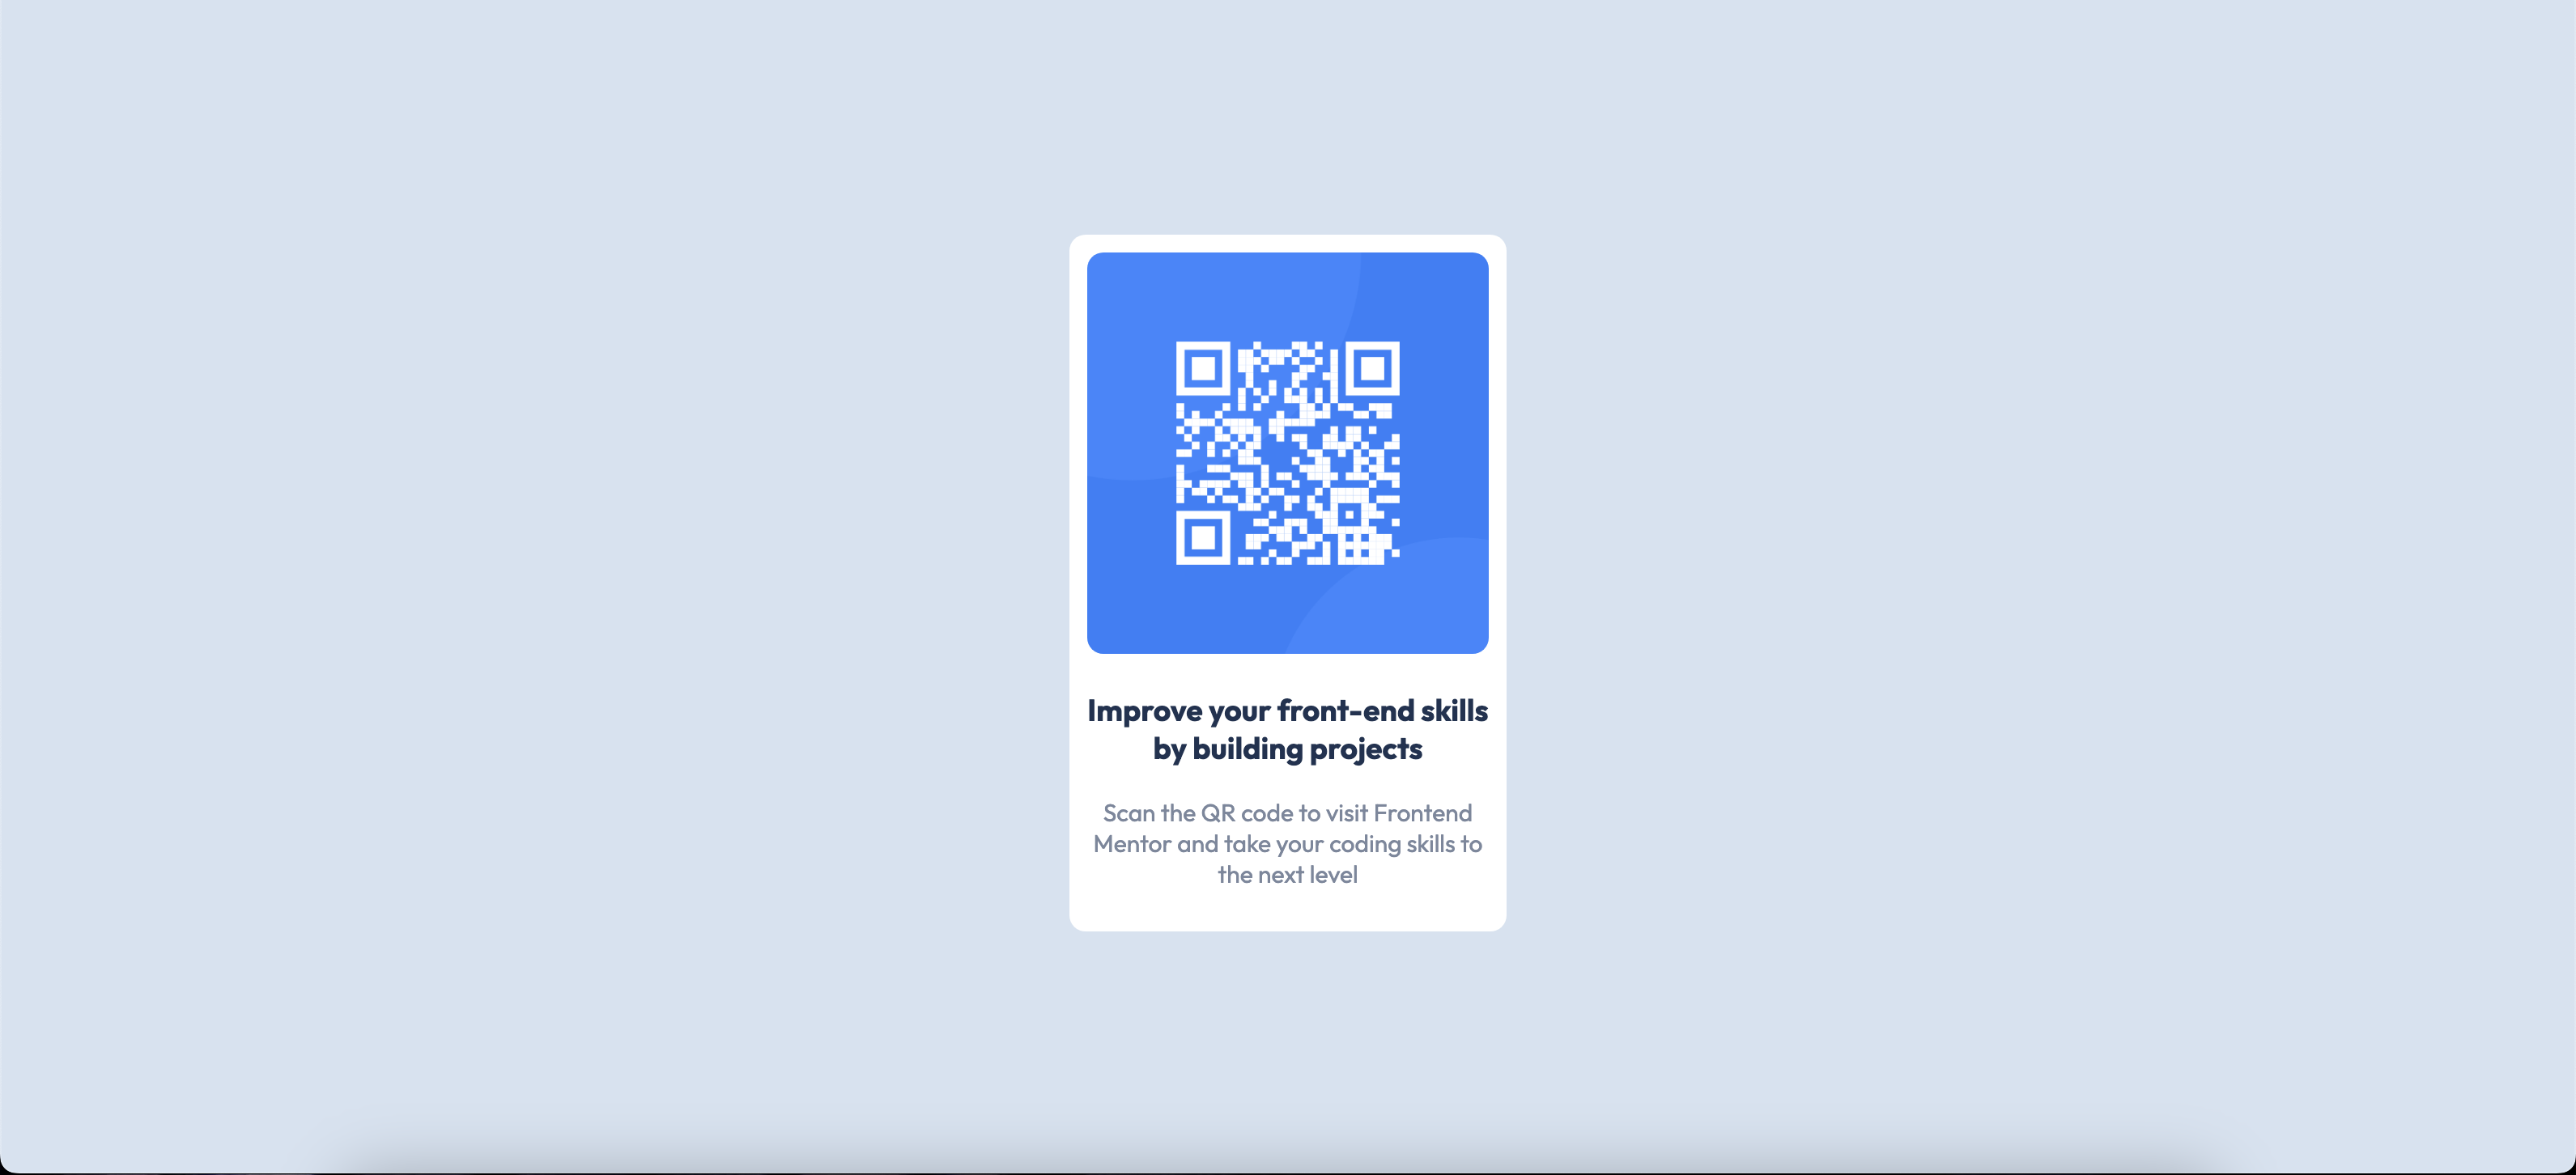 Improve your front-end skills
by building projects
Scan the QR code to visit Frontend
Mentor and take your coding skills to
the next level